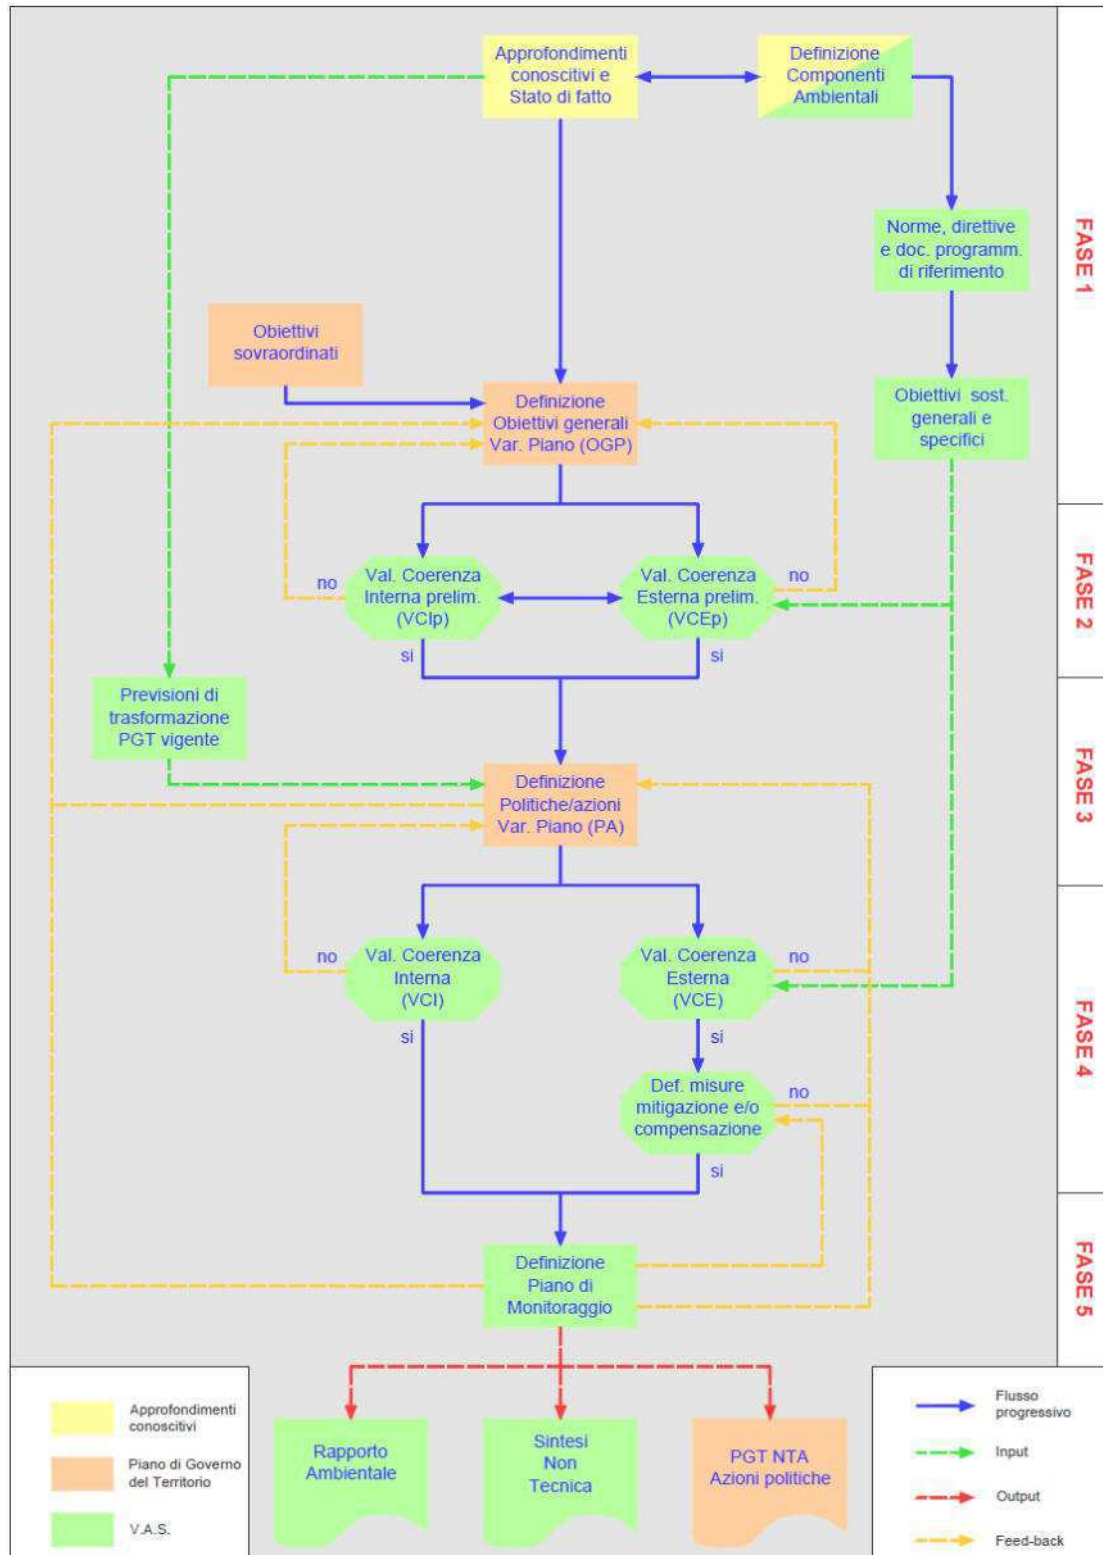 Approfondimenti
conoscitivi e
Stato di fatto
Definizione
Componenti
Ambientali
FASE 1
Norme, direttive
e doc. programm.
di riferimento
Obiettivi
sovraordinati
Obiettivi sost.
generali e
specifici
Definizione
Obiettivi generali
Var. Piano (OGP)
FASE 2
no
Val. Coerenza
Interna prelim.
(VCIp)
Val. Coerenza
Esterna prelim.
(VCEp)
no
si
si
FASE 3
Previsioni di
trasformazione
PGT vigente
Definizione
Politiche/azioni
Var. Piano (PA)
FASE 4
no
Val. Coerenza
Interna
(VCI)
Val. Coerenza
Esterna
(VCE)
no
si
si
Def. misure
mitigazione e/o
compensazione
no
si
FASE 5
Definizione
Piano di
Monitoraggio
Rapporto
Ambientale
Sintesi
Non
Tecnica
PGT NTA
Azioni politiche
Approfondimenti
conoscitivi
Piano di Governo
del Territorio
V.A.S.
Flusso
progressivo
Input
Output
Feed-back